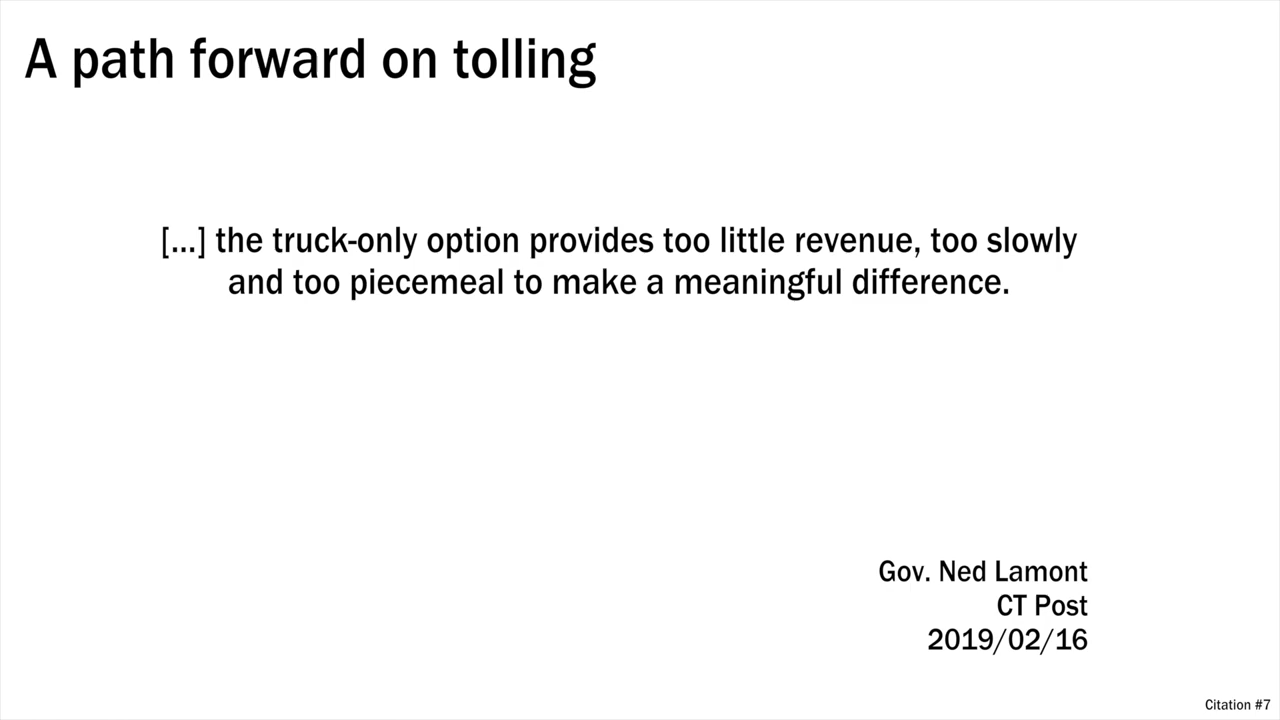 A path forward on tolling
[...] the truck-only option provides too little revenue, too slowly
and too piecemeal to make a meaningful difference.
Gov. Ned Lamont
CT Post
2019/02/16
Citation #7